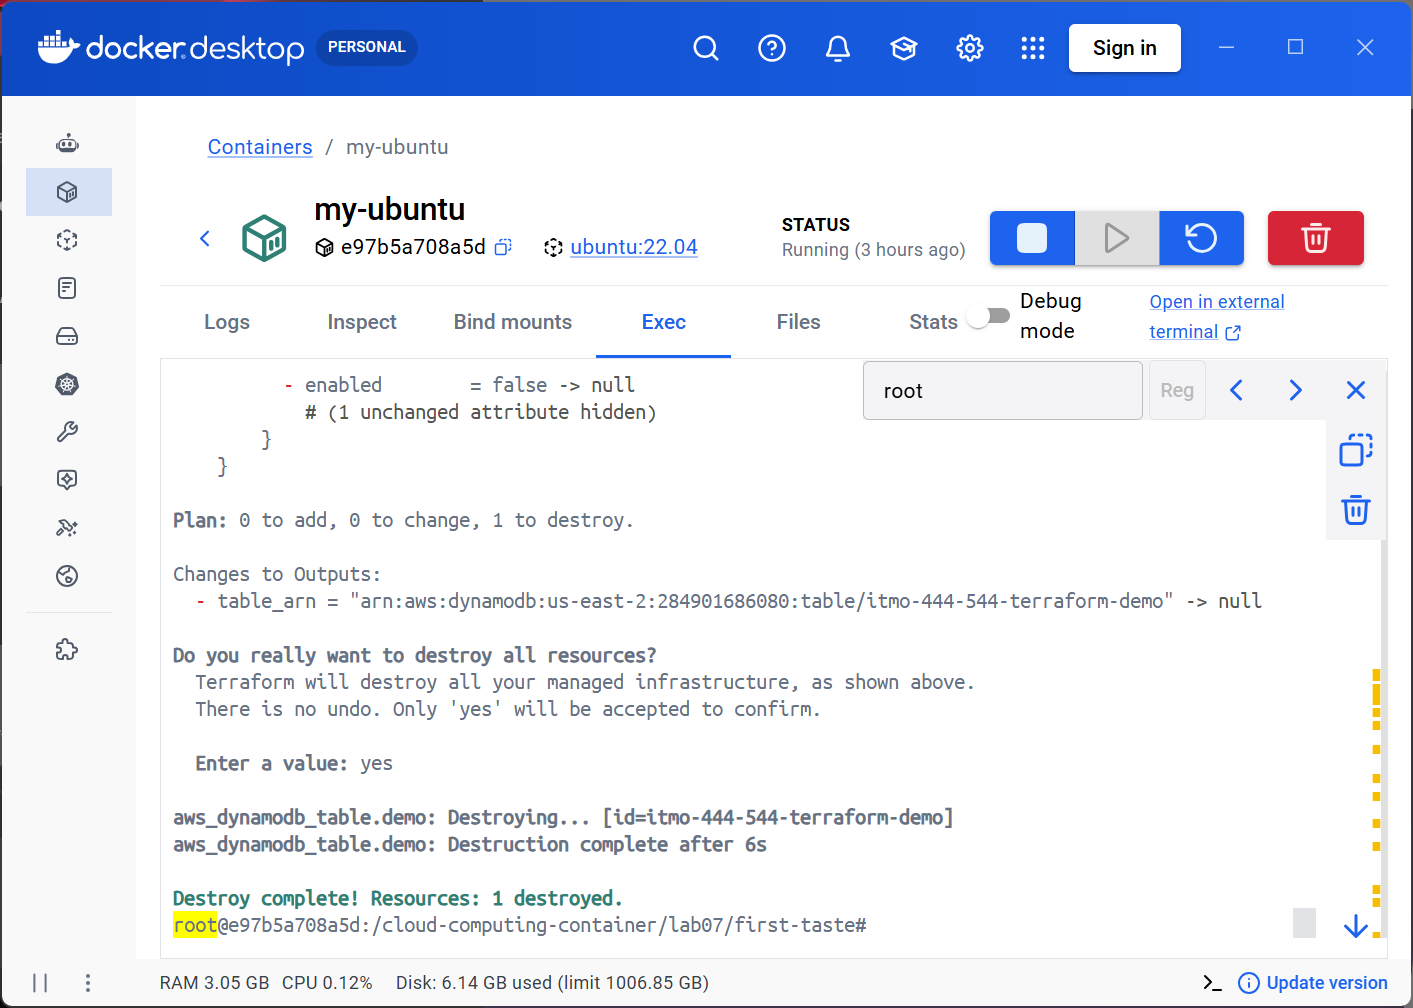 docker desktop PERSONAL Sign in
Containers / my-ubuntu
my-ubuntu
e97b5a708a5d ubuntu:22.04
STATUS
Running (3 hours ago)
Logs Inspect Bind mounts Exec Files Stats
Debug mode
Open in external terminal
root Reg
- enabled = false -> null
# (1 unchanged attribute hidden)
}
}
Plan: 0 to add, 0 to change, 1 to destroy.
Changes to Outputs:
- table_arn = "arn:aws:dynamodb:us-east-2:284901686080:table/itmo-444-544-terraform-demo" -> null
Do you really want to destroy all resources?
Terraform will destroy all your managed infrastructure, as shown above.
There is no undo. Only 'yes' will be accepted to confirm.
Enter a value: yes
aws_dynamodb_table.demo: Destroying... [id=itmo-444-544-terraform-demo]
aws_dynamodb_table.demo: Destruction complete after 6s
Destroy complete! Resources: 1 destroyed.
root@e97b5a708a5d:/cloud-computing-container/lab07/first-taste#
RAM 3.05 GB CPU 0.12% Disk: 6.14 GB used (limit 1006.85 GB) Update version